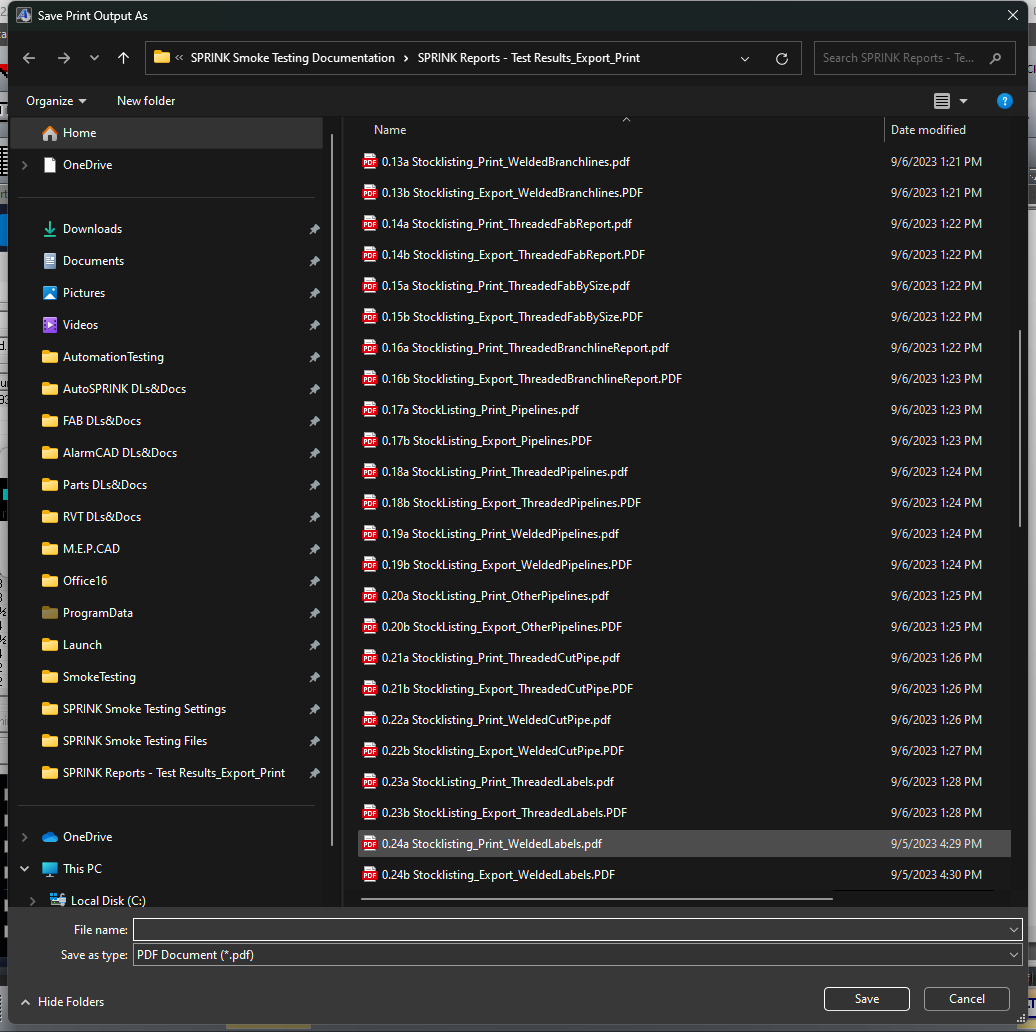 Save Print Output As
« SPRINK Smoke Testing Documentation › SPRINK Reports - Test Results_Export_Print
Search SPRINK Reports - Te...
Organize New folder
Home
OneDrive
Downloads
Documents
Pictures
Videos
AutomationTesting
AutoSPRINK DLs&Docs
FAB DLs&Docs
AlarmCAD DLs&Docs
Parts DLs&Docs
RVT DLs&Docs
M.E.P.CAD
Office16
ProgramData
Launch
SmokeTesting
SPRINK Smoke Testing Settings
SPRINK Smoke Testing Files
SPRINK Reports - Test Results_Export_Print
OneDrive
This PC
Local Disk (C:)
Name Date modified
0.13a Stocklisting_Print_WeldedBranchlines.pdf 9/6/2023 1:21 PM
0.13b Stocklisting_Export_WeldedBranchlines.PDF 9/6/2023 1:21 PM
0.14a Stocklisting_Print_ThreadedFabReport.pdf 9/6/2023 1:22 PM
0.14b Stocklisting_Export_ThreadedFabReport.PDF 9/6/2023 1:22 PM
0.15a Stocklisting_Print_ThreadedFabBySize.pdf 9/6/2023 1:22 PM
0.15b Stocklisting_Export_ThreadedFabBySize.PDF 9/6/2023 1:22 PM
0.16a Stocklisting_Print_ThreadedBranchlineReport.pdf 9/6/2023 1:22 PM
0.16b Stocklisting_Export_ThreadedBranchlineReport.PDF 9/6/2023 1:23 PM
0.17a StockListing_Print_Pipelines.pdf 9/6/2023 1:23 PM
0.17b StockListing_Export_Pipelines.PDF 9/6/2023 1:23 PM
0.18a StockListing_Print_ThreadedPipelines.pdf 9/6/2023 1:24 PM
0.18b StockListing_Export_ThreadedPipelines.PDF 9/6/2023 1:24 PM
0.19a StockListing_Print_WeldedPipelines.pdf 9/6/2023 1:24 PM
0.19b StockListing_Export_WeldedPipelines.PDF 9/6/2023 1:24 PM
0.20a StockListing_Print_OtherPipelines.pdf 9/6/2023 1:25 PM
0.20b StockListing_Export_OtherPipelines.PDF 9/6/2023 1:25 PM
0.21a Stocklisting_Print_ThreadedCutPipe.pdf 9/6/2023 1:26 PM
0.21b Stocklisting_Export_ThreadedCutPipe.PDF 9/6/2023 1:26 PM
0.22a Stocklisting_Print_WeldedCutPipe.pdf 9/6/2023 1:26 PM
0.22b Stocklisting_Export_WeldedCutPipe.PDF 9/6/2023 1:27 PM
0.23a Stocklisting_Print_ThreadedLabels.pdf 9/6/2023 1:28 PM
0.23b Stocklisting_Export_ThreadedLabels.PDF 9/6/2023 1:28 PM
0.24a Stocklisting_Print_WeldedLabels.pdf 9/5/2023 4:29 PM
0.24b Stocklisting_Export_WeldedLabels.PDF 9/5/2023 4:30 PM
File name:
Save as type: PDF Document (*.pdf)
Hide Folders Save Cancel